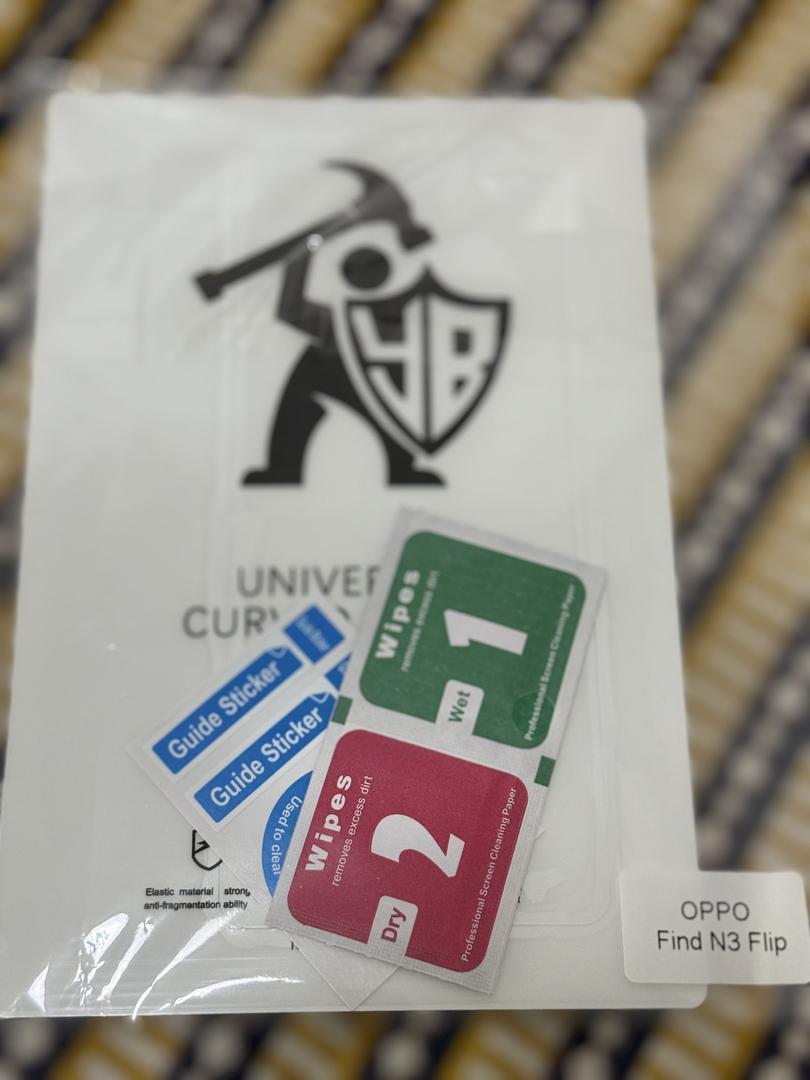 YB
UNIVER
CURV
Guide Sticker
Guide Sticker
Used to clear
Wipes
removes excess dirt
1
Wet
Professional Screen Cleaning Paper
Wipes
removes excess dirt
2
Dry
Professional Screen Cleaning Paper
Elastic material strong
anti-fragmentation ability
OPPO
Find N3 Flip